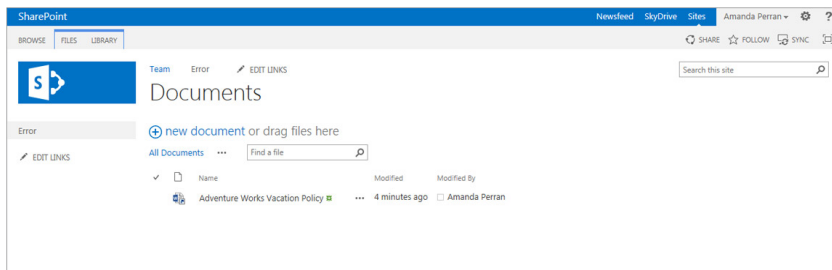 SharePoint Newsfeed SkyDrive Sites Amanda Perran ?
BROWSE FILES LIBRARY SHARE FOLLOW SYNC
S Team Error EDIT LINKS Search this site
Documents
Error
new document or drag files here
EDIT LINKS
All Documents ••• Find a file
Name Modified Modified By
Adventure Works Vacation Policy ••• 4 minutes ago Amanda Perran